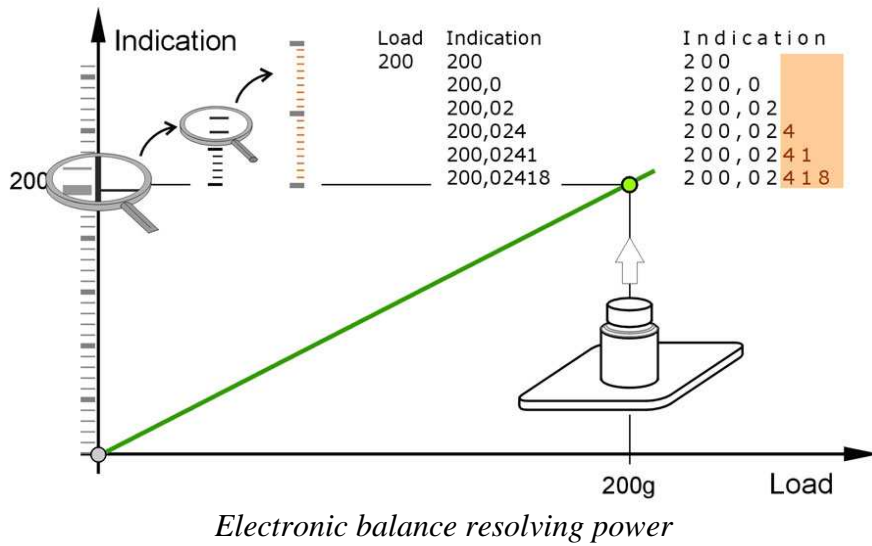 Indication
Load Indication
200 200
200,0
200,02
200,024
200,0241
200,02418
Indication
200
200,0
200,02
200,024
200,0241
200,02418
200
200g
Load
Electronic balance resolving power